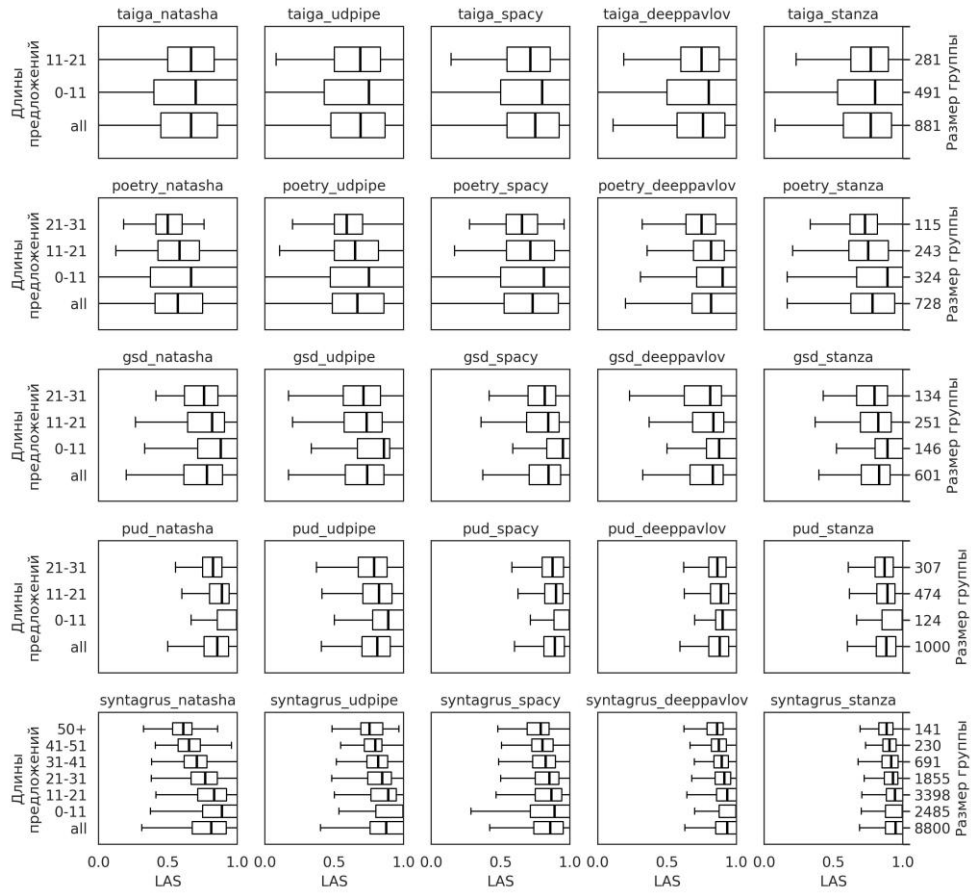 taiga_natasha taiga_udpipe taiga_spacy taiga_deeppavlov taiga_stanza
Длины
предложений
11-21 281
0-11 491
all 881
Размер группы
poetry_natasha poetry_udpipe poetry_spacy poetry_deeppavlov poetry_stanza
Длины
предложений
21-31 115
11-21 243
0-11 324
all 728
Размер группы
gsd_natasha gsd_udpipe gsd_spacy gsd_deeppavlov gsd_stanza
Длины
предложений
21-31 134
11-21 251
0-11 146
all 601
Размер группы
pud_natasha pud_udpipe pud_spacy pud_deeppavlov pud_stanza
Длины
предложений
21-31 307
11-21 474
0-11 124
all 1000
Размер группы
syntagrus_natasha syntagrus_udpipe syntagrus_spacy syntagrus_deeppavlov syntagrus_stanza
Длины
предложений
50+ 141
41-51 230
31-41 691
21-31 1855
11-21 3398
0-11 2485
all 8800
Размер группы
0.0 0.5 1.0 0.0 0.5 1.0 0.0 0.5 1.0 0.0 0.5 1.0 0.0 0.5 1.0
LAS LAS LAS LAS LAS